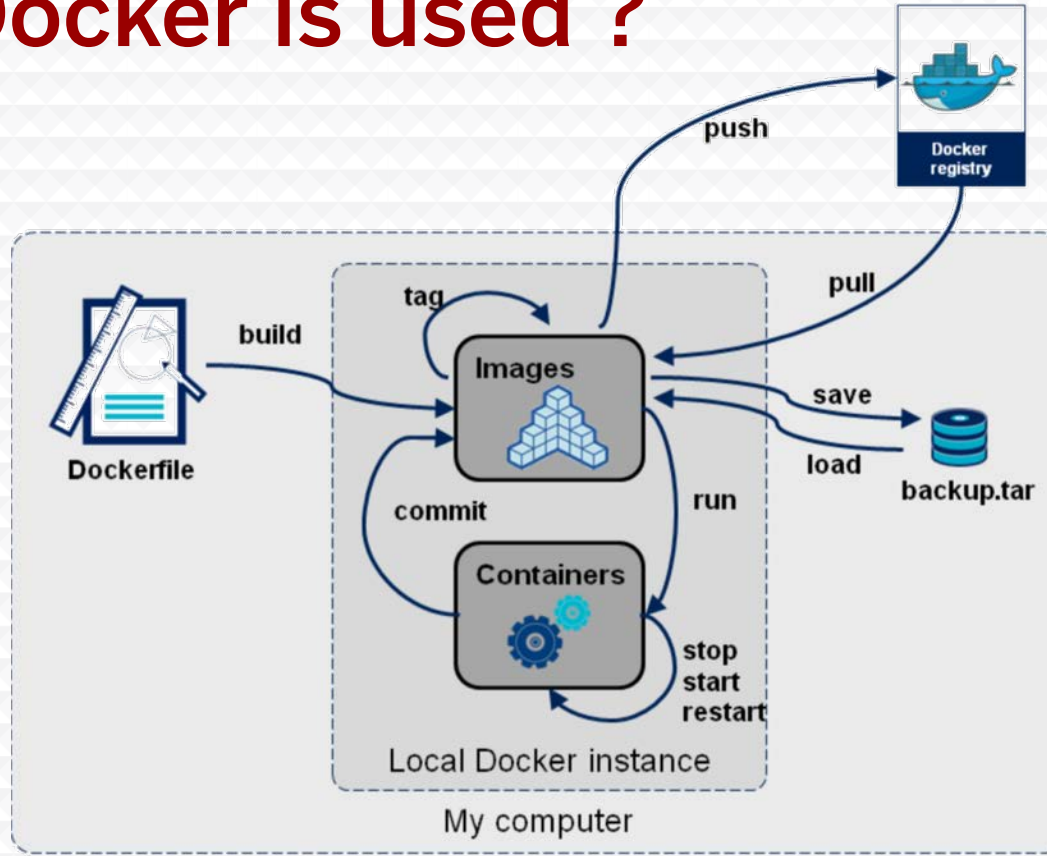 Docker is used ?
push
Docker
registry
pull
tag
build
Images
save
load
Dockerfile
backup.tar
commit
run
Containers
stop
start
restart
Local Docker instance
My computer